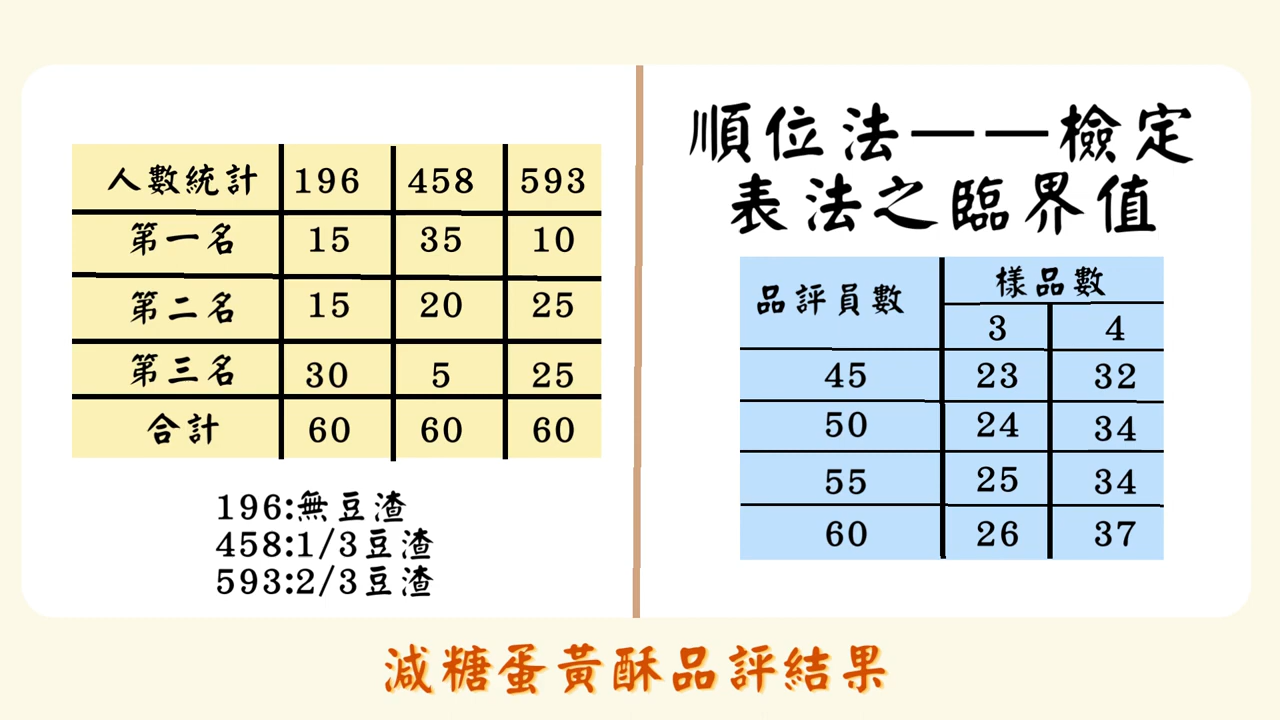 人數統計 196 458 593
第一名 15 35 10
第二名 15 20 25
第三名 30 5 25
合計 60 60 60
196:無豆渣
458:1/3豆渣
593:2/3豆渣
順位法——檢定
表法之臨界值
品評員數 樣品數
3 4
45 23 32
50 24 34
55 25 34
60 26 37
減糖蛋黃酥品評結果